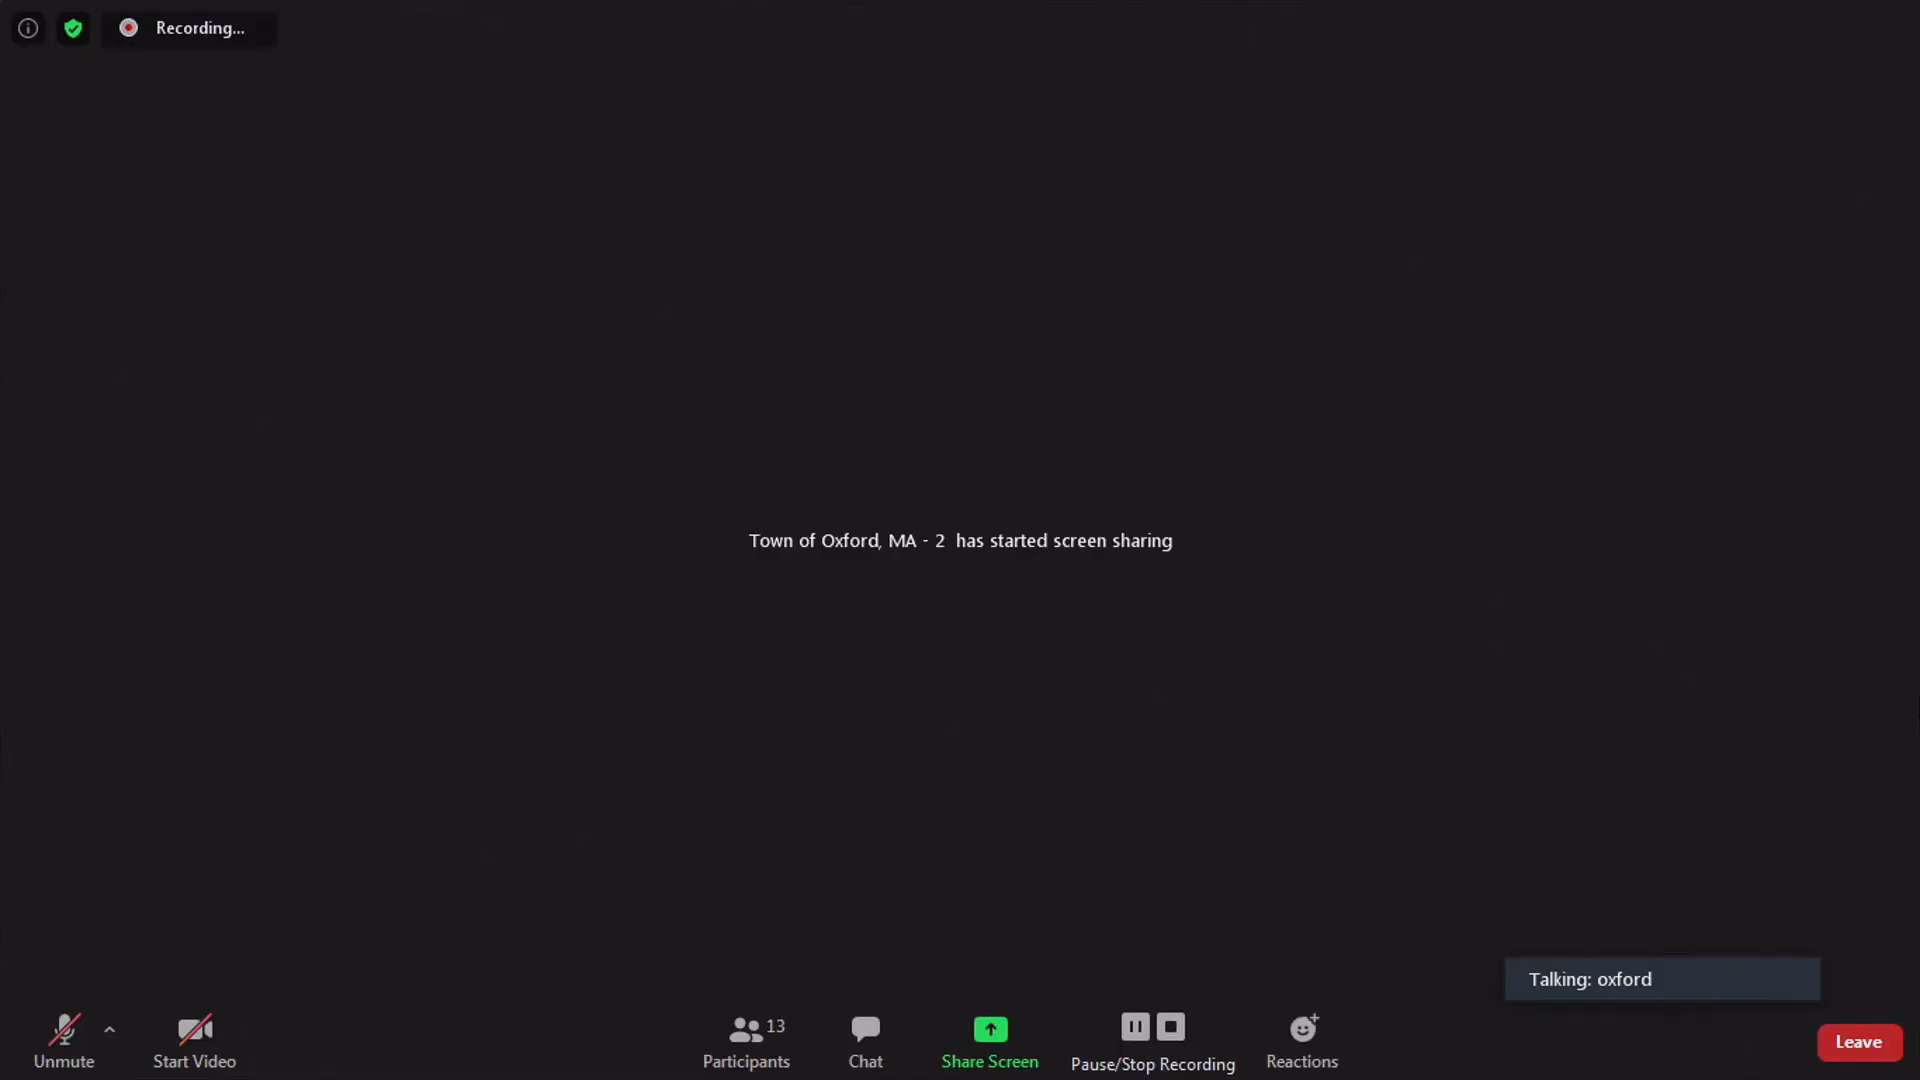 Recording...
Town of Oxford, MA - 2 has started screen sharing
Talking: oxford
Unmute
Start Video
13
Participants
Chat
Share Screen
Pause/Stop Recording
Reactions
Leave